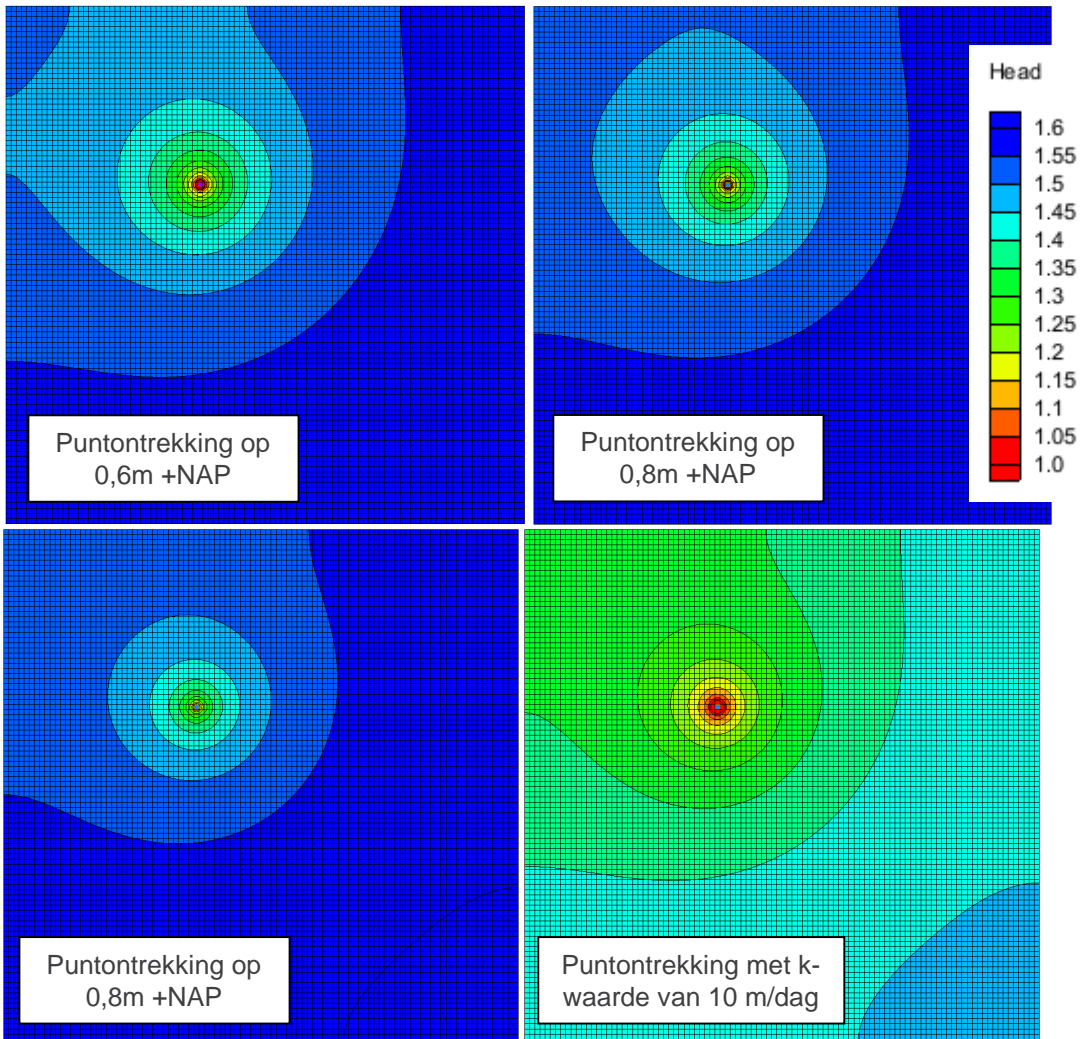 Head
1.6
1.55
1.5
1.45
1.4
1.35
1.3
1.25
1.2
1.15
1.1
1.05
1.0
Puntontrekking op
0,6m +NAP
Puntontrekking op
0,8m +NAP
Puntontrekking op
0,8m +NAP
Puntontrekking met k-
waarde van 10 m/dag